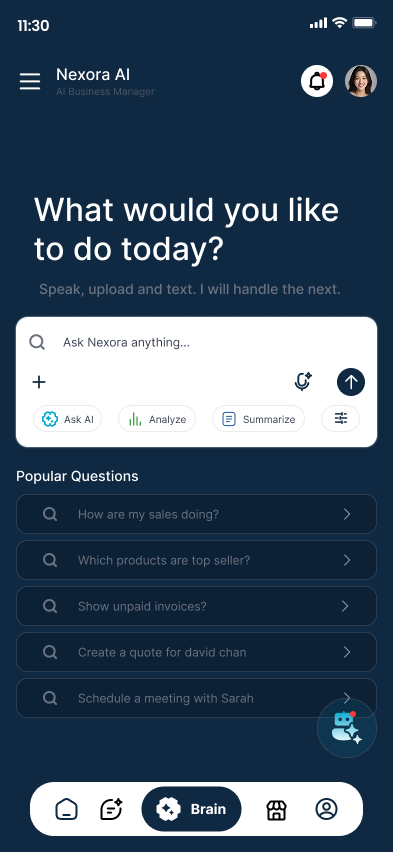 11:30
Nexora AI
AI Business Manager
What would you like
to do today?
Speak, upload and text. I will handle the next.
Ask Nexora anything...
Ask AI
Analyze
Summarize
Popular Questions
How are my sales doing?
Which products are top seller?
Show unpaid invoices?
Create a quote for david chan
Schedule a meeting with Sarah
Brain